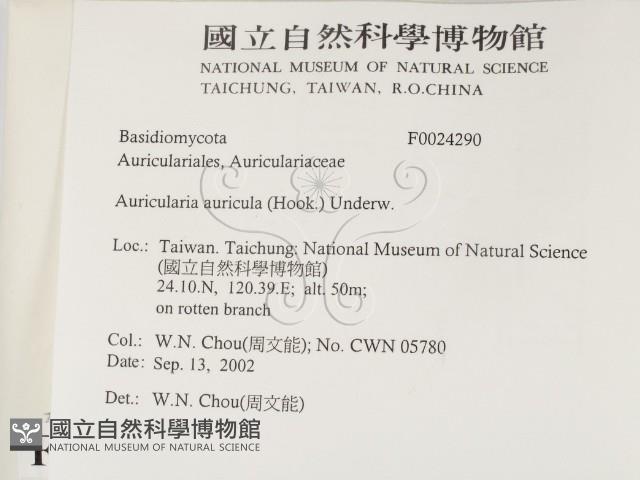 國立自然科學博物館
NATIONAL MUSEUM OF NATURAL SCIENCE
TAICHUNG, TAIWAN, R.O.CHINA
Basidiomycota F0024290
Auriculariales, Auriculariaceae
Auricularia auricula (Hook.) Underw.
Loc.: Taiwan. Taichung: National Museum of Natural Science
(國立自然科學博物館)
24.10.N, 120.39.E; alt. 50m;
on rotten branch
Col.: W.N. Chou(周文能); No. CWN 05780
Date: Sep. 13, 2002
Det.: W.N. Chou(周文能)
國立自然科學博物館
NATIONAL MUSEUM OF NATURAL SCIENCE